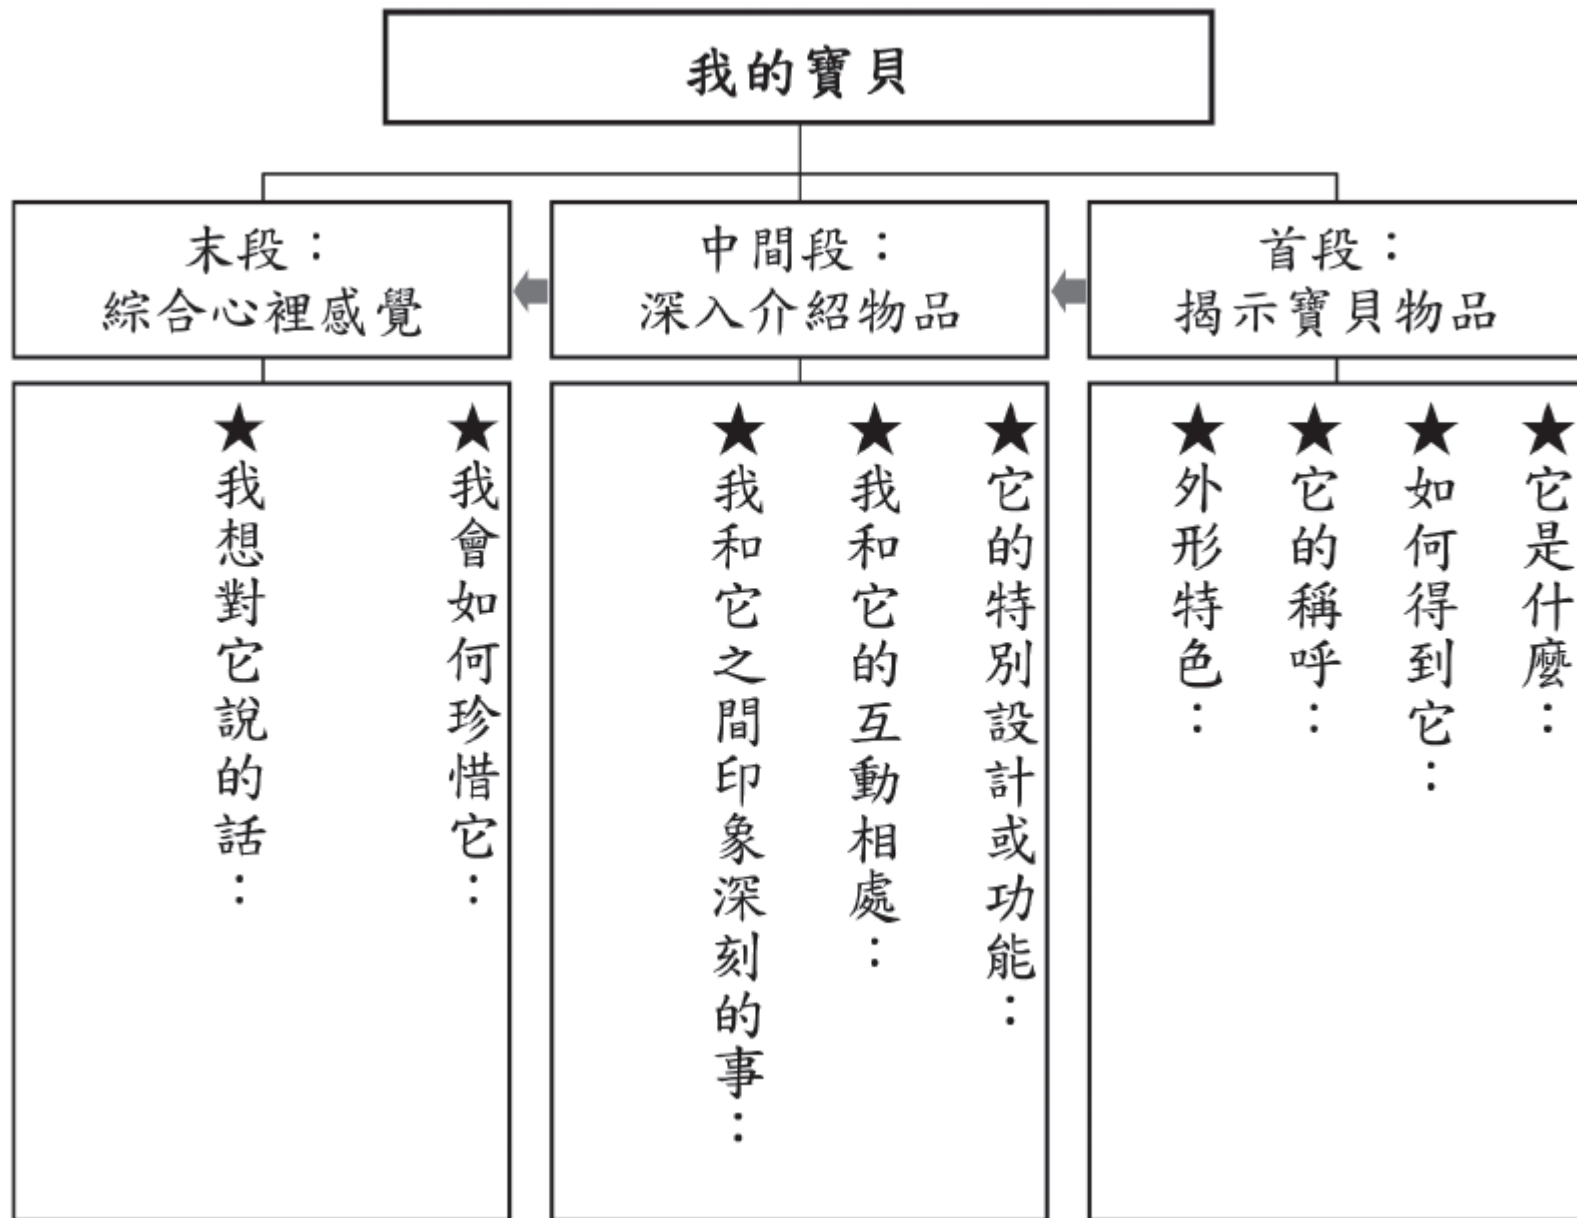 我的寶貝
首段：
揭示寶貝物品
★它是什麼：
★如何得到它：
★它的稱呼：
★外形特色：
中間段：
深入介紹物品
★它的特別設計或功能：
★我和它的互動相處：
★我和它之間印象深刻的事：
末段：
綜合心裡感覺
★我會如何珍惜它：
★我想對它說的話：